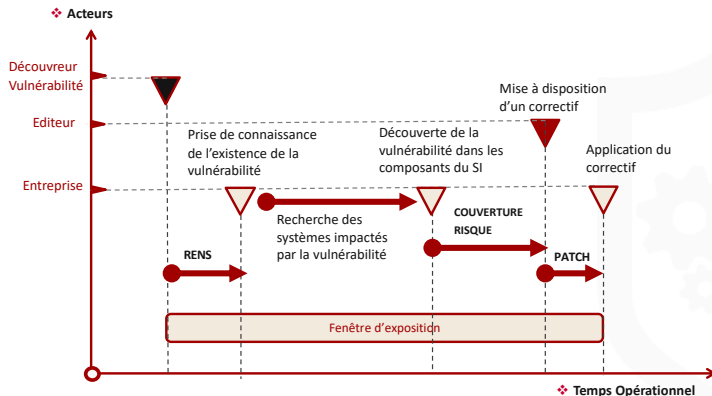 ❖ Acteurs
Découvreur
Vulnérabilité
Mise à disposition
d'un correctif
Editeur
Prise de connaissance
de l'existence de la
vulnérabilité
Découverte de la
vulnérabilité dans les
composants du SI
Application du
correctif
Entreprise
Recherche des
systèmes impactés
par la vulnérabilité
COUVERTURE
RISQUE
RENS
PATCH
Fenêtre d'exposition
❖ Temps Opérationnel